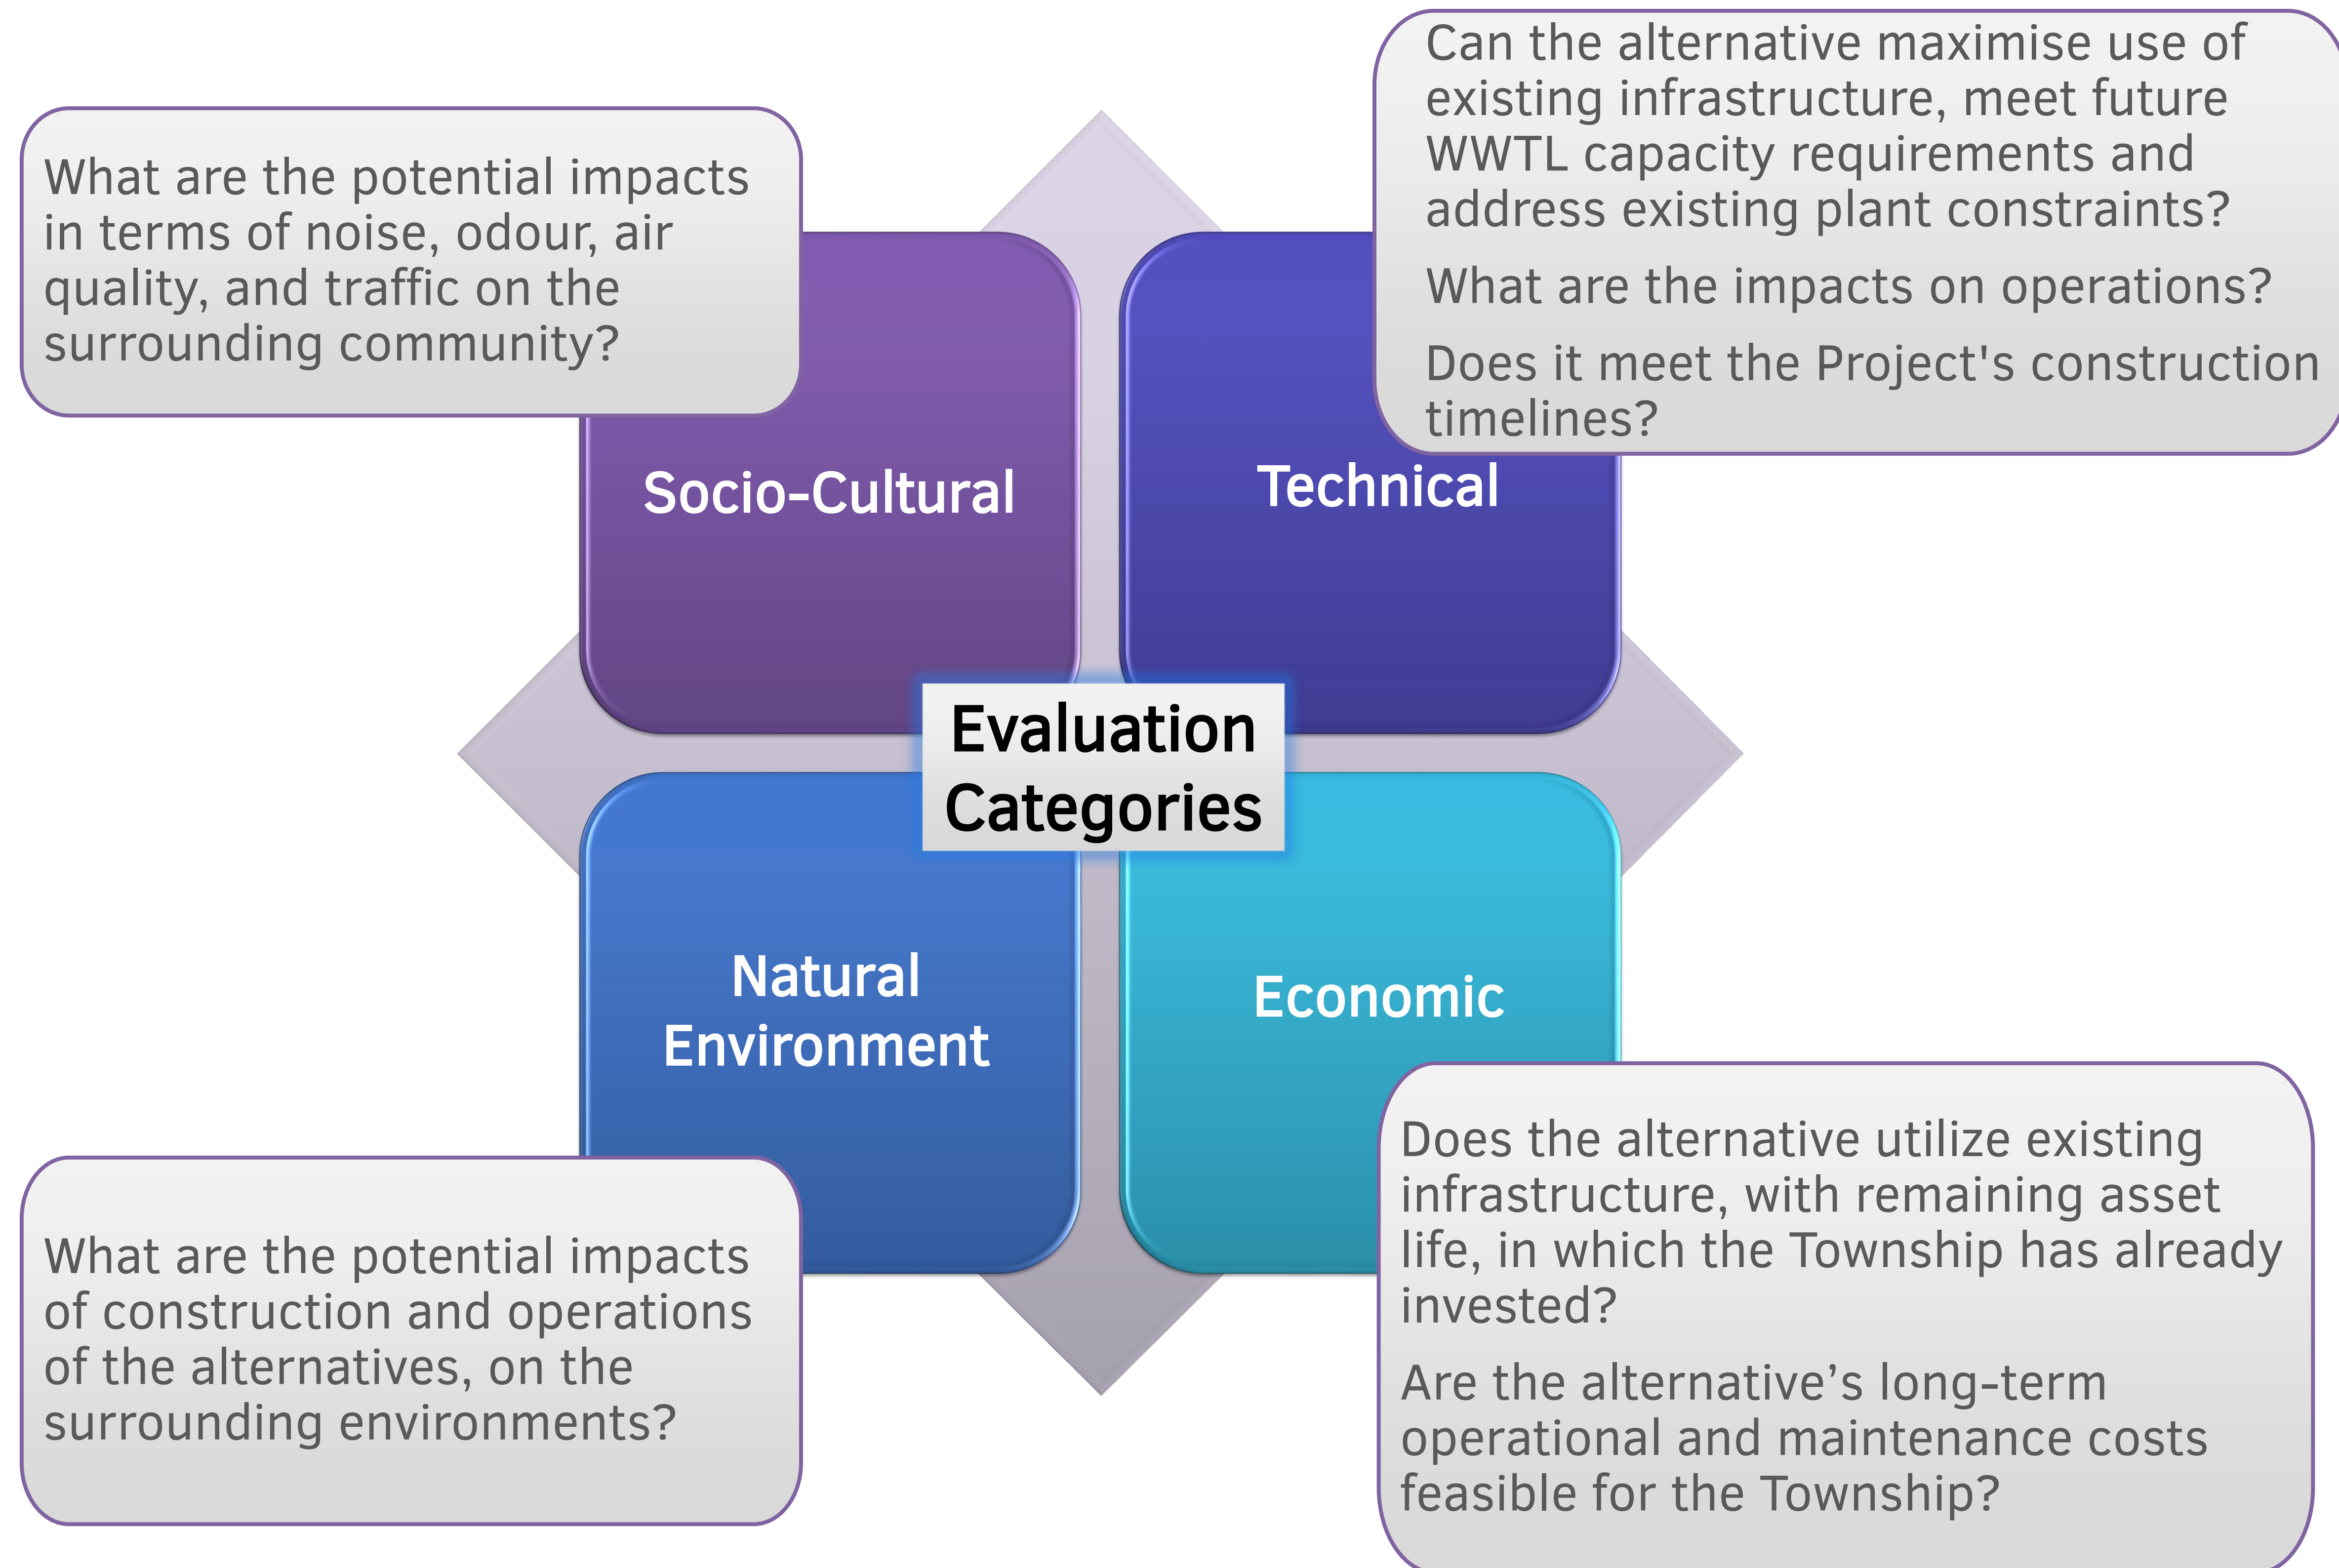 What are the potential impacts
in terms of noise, odour, air
quality, and traffic on the
surrounding community?
Can the alternative maximise use of
existing infrastructure, meet future
WWTL capacity requirements and
address existing plant constraints?
What are the impacts on operations?
Does it meet the Project's construction
timelines?
Socio-Cultural
Technical
Evaluation
Categories
Natural
Environment
Economic
What are the potential impacts
of construction and operations
of the alternatives, on the
surrounding environments?
Does the alternative utilize existing
infrastructure, with remaining asset
life, in which the Township has already
invested?
Are the alternative’s long-term
operational and maintenance costs
feasible for the Township?